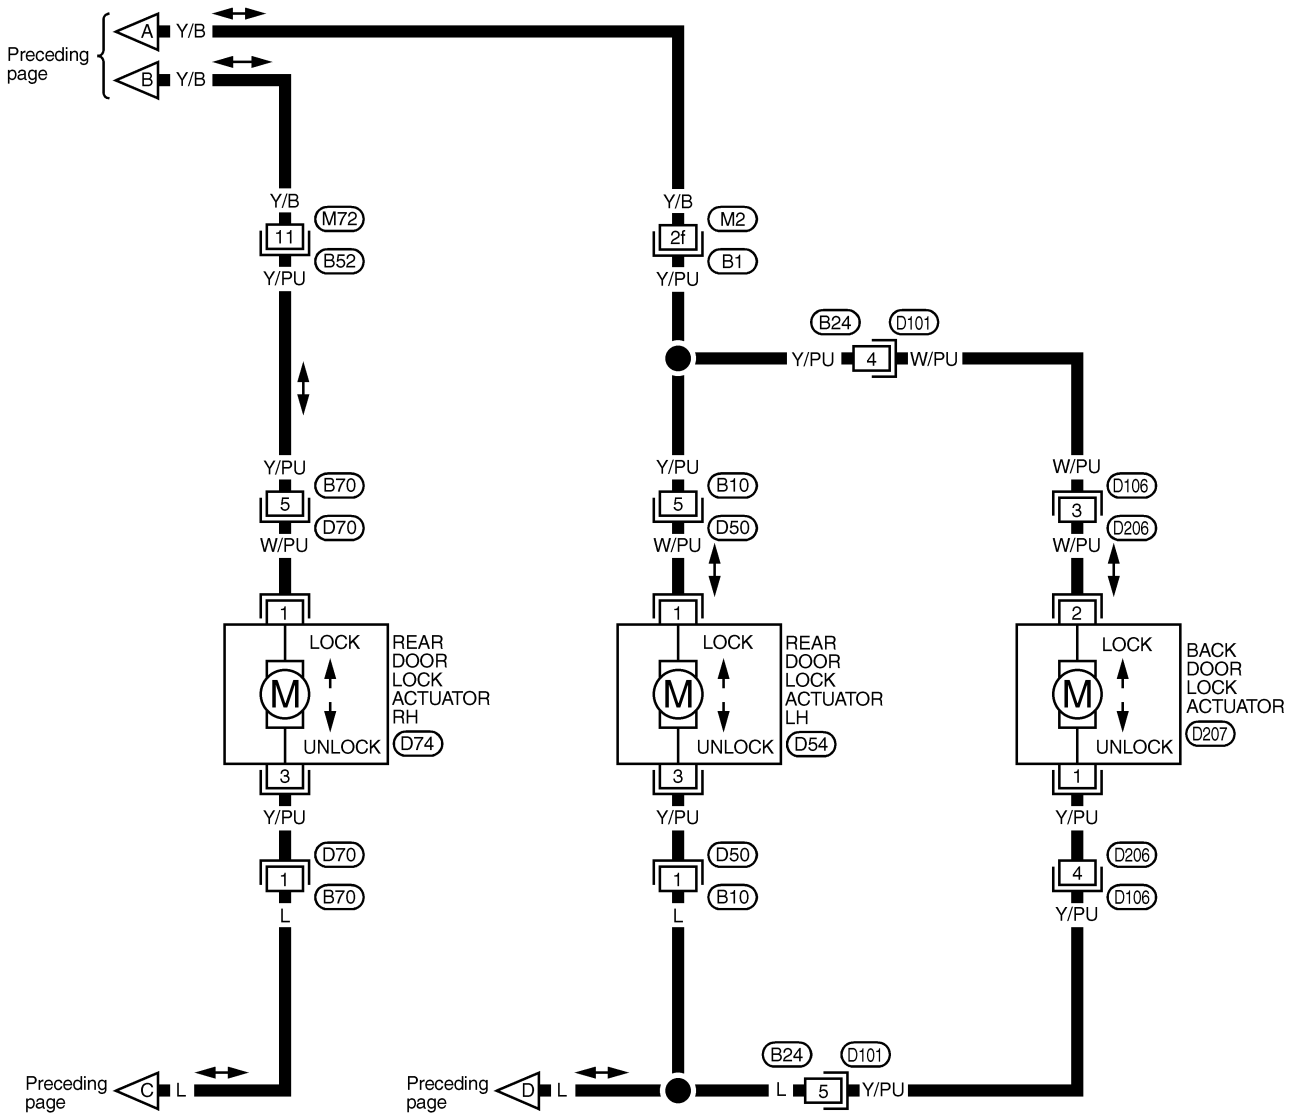 Preceding
page
A Y/B
B Y/B
Y/B
11
M72
B52
Y/PU
Y/B
2f
M2
B1
Y/PU
B24 D101
Y/PU 4 W/PU
Y/PU
5
B70
D70
W/PU
Y/PU
5
B10
D50
W/PU
W/PU
3
D106
D206
W/PU
1
LOCK
M
UNLOCK
REAR
DOOR
LOCK
ACTUATOR
RH
D74
3
Y/PU
1
LOCK
M
UNLOCK
REAR
DOOR
LOCK
ACTUATOR
LH
D54
3
Y/PU
2
LOCK
M
UNLOCK
BACK
DOOR
LOCK
ACTUATOR
D207
1
Y/PU
D70
1
B70
L
D50
1
B10
L
D206
4
D106
Y/PU
Preceding
page
C L
Preceding
page
D L
B24 D101
L 5 Y/PU